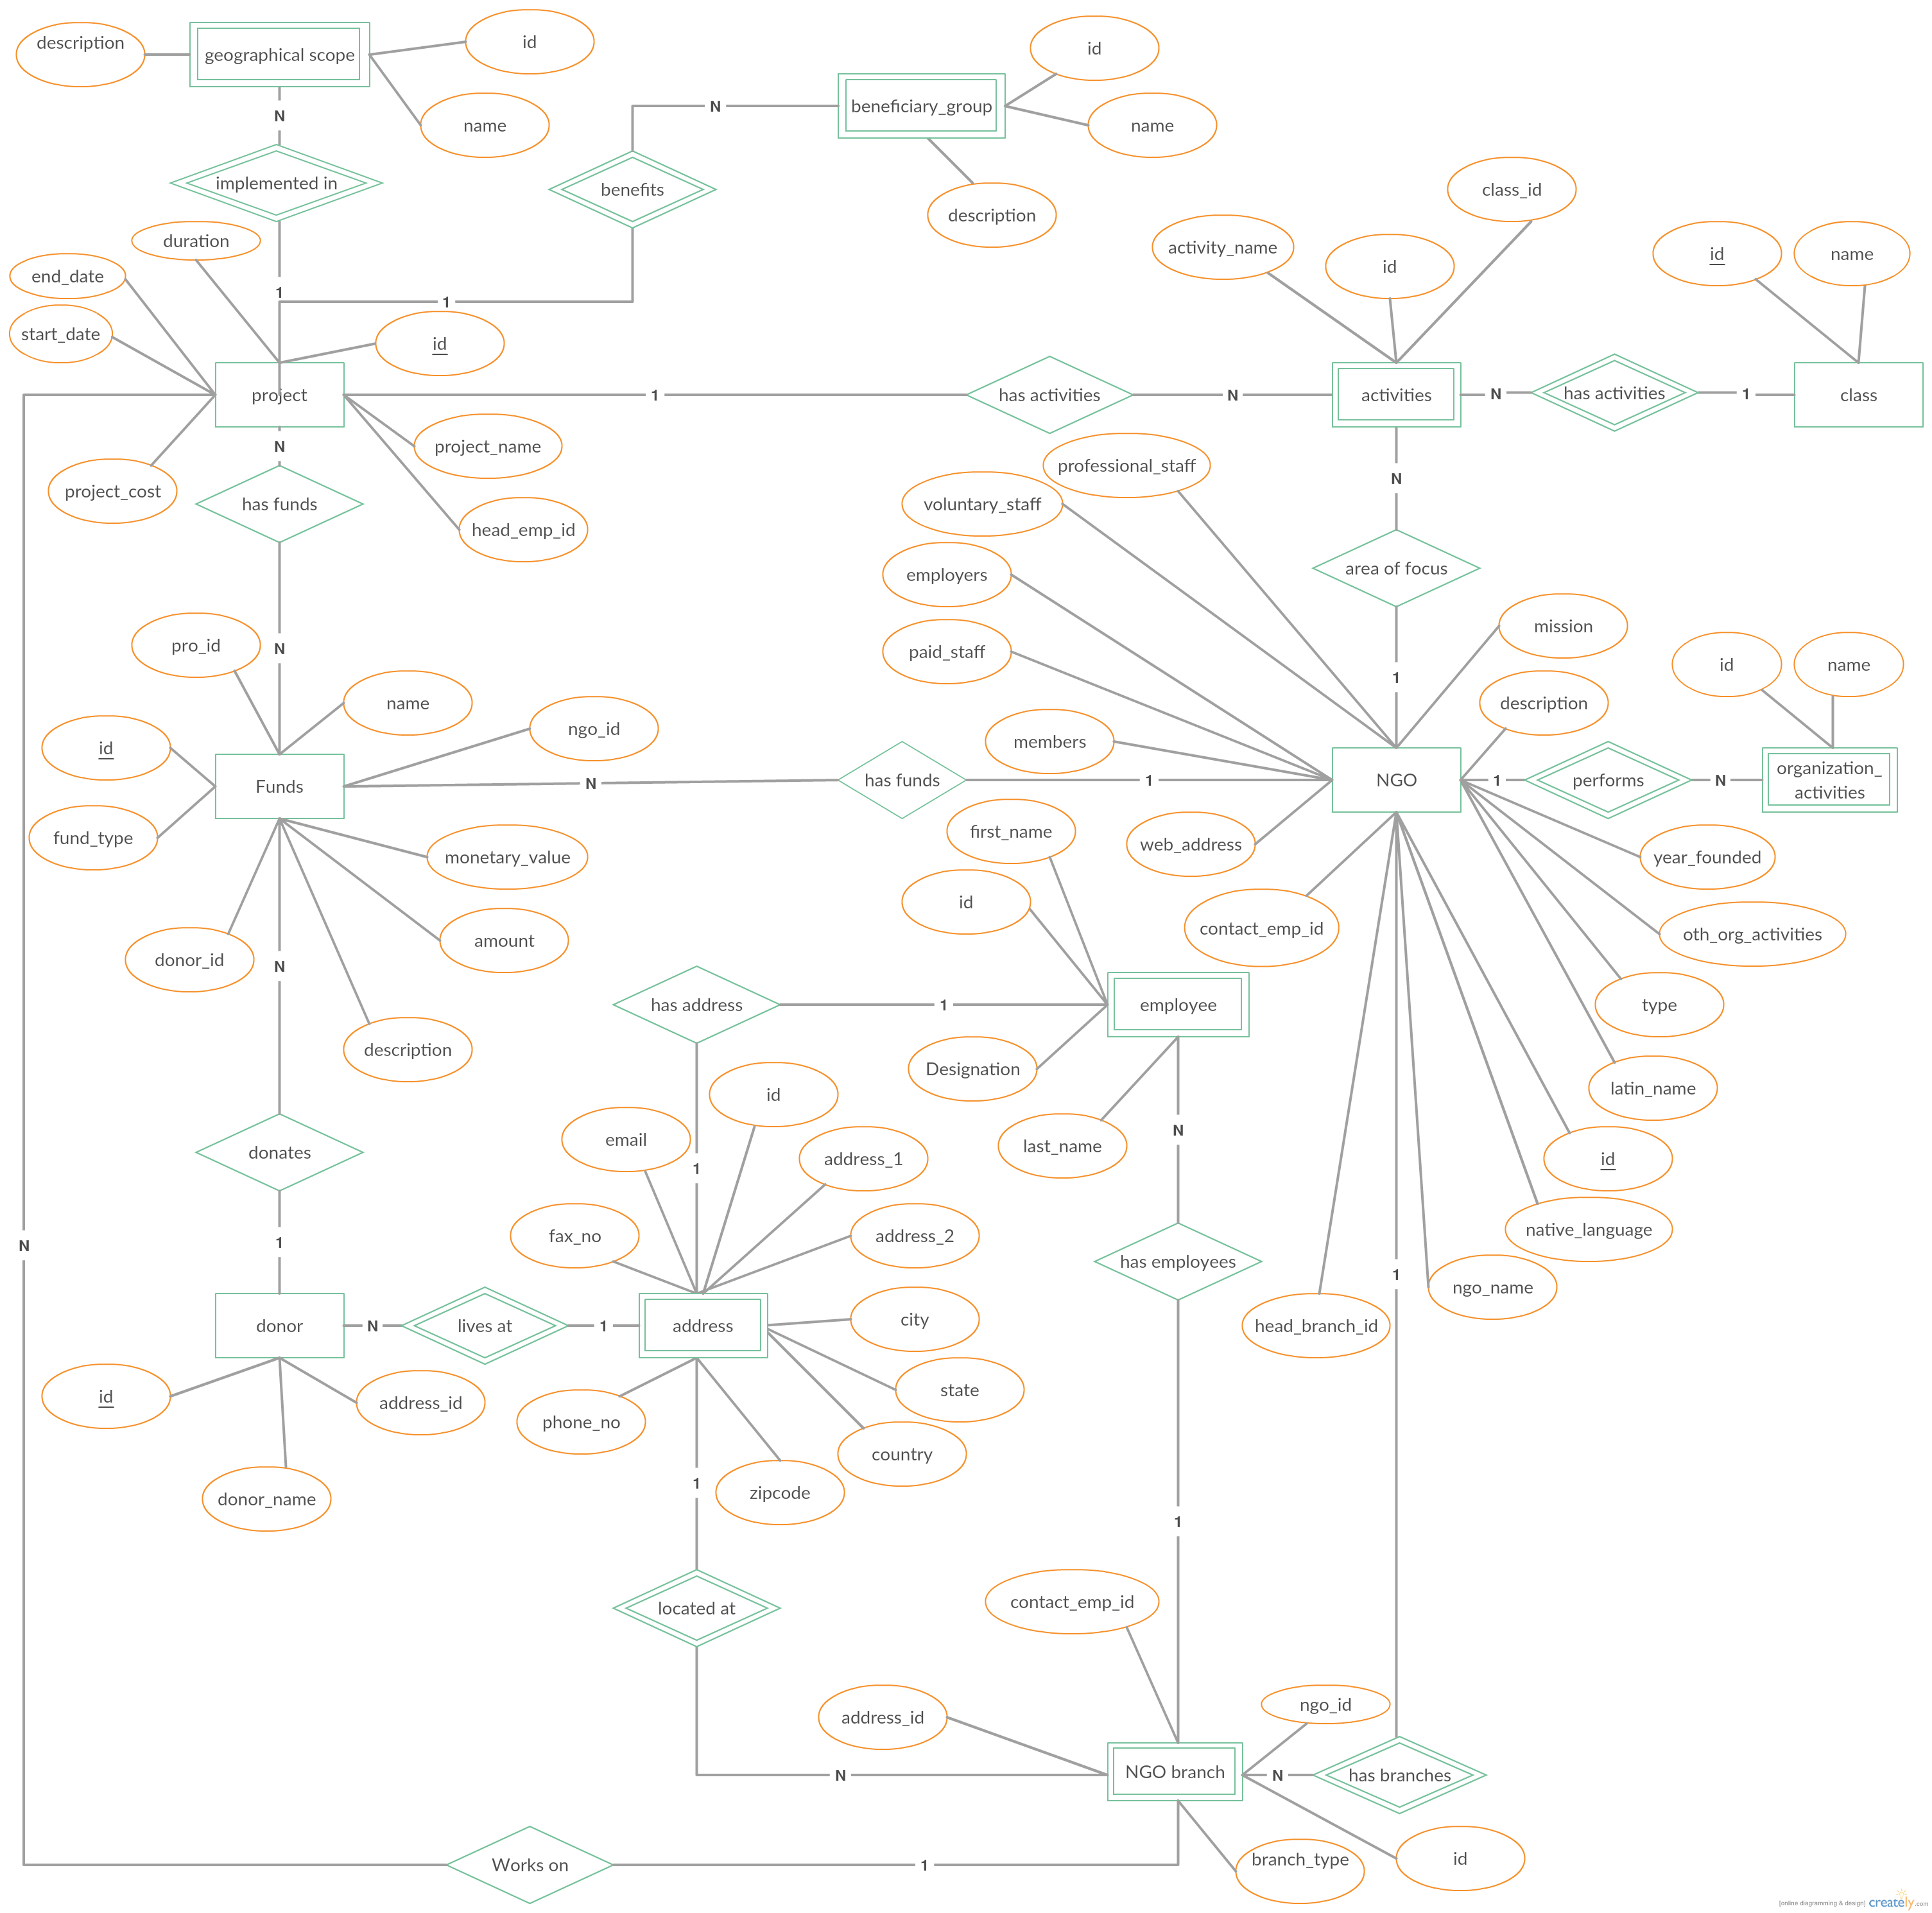 description
geographical scope
id
name
N
implemented in
1
N
beneficiary_group
id
name
description
benefits
1
duration
end_date
start_date
id
project
project_cost
project_name
head_emp_id
1
has activities
N
activity_name
id
class_id
activities
N
has activities
1
id
name
class
N
has funds
N
professional_staff
voluntary_staff
employers
paid_staff
members
N
area of focus
1
mission
description
id
name
pro_id
name
ngo_id
id
fund_type
Funds
N
has funds
1
NGO
1
performs
N
organization_
activities
web_address
contact_emp_id
year_founded
oth_org_activities
type
latin_name
id
native_language
ngo_name
head_branch_id
1
monetary_value
amount
donor_id
description
N
first_name
id
has address
1
employee
Designation
last_name
N
has employees
1
donates
1
email
id
1
address_1
fax_no
address_2
N
donor
N
lives at
1
address
city
state
country
phone_no
zipcode
id
address_id
donor_name
1
located at
N
contact_emp_id
address_id
ngo_id
NGO branch
N
has branches
branch_type
id
Works on
1
[online diagramming & design]
creately.com